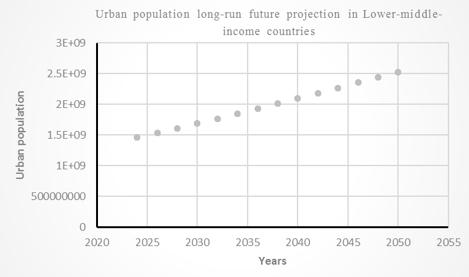 Urban population long-run future projection in Lower-middle-
income countries
3E+09
2.5E+09
2E+09
1.5E+09
1E+09
500000000
0
Urban population
2020 2025 2030 2035 2040 2045 2050 2055
Years